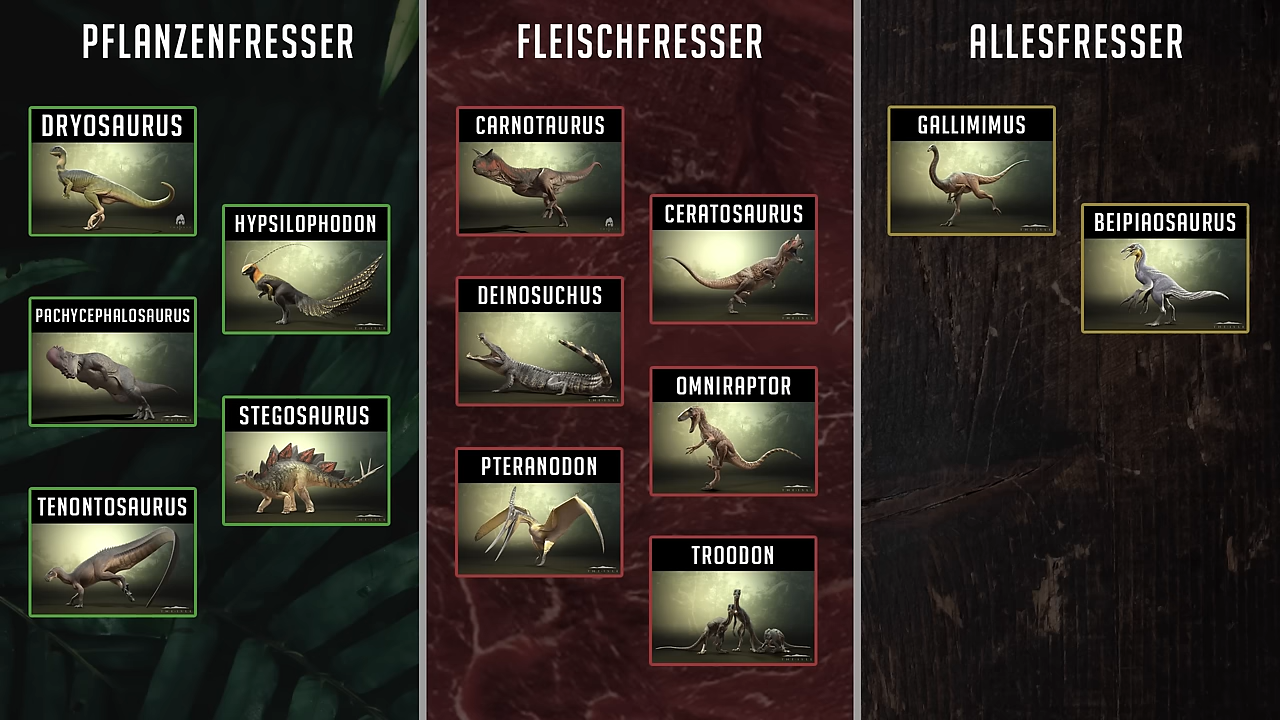 PFLANZENFRESSER
DRYOSAURUS
HYPSILOPHODON
PACHYCEPHALOSAURUS
STEGOSAURUS
TENONTOSAURUS
FLEISCHFRESSER
CARNOTAURUS
CERATOSAURUS
DEINOSUCHUS
OMNIRAPTOR
PTERANODON
TROODON
ALLESFRESSER
GALLIMIMUS
BEIPIAOSAURUS